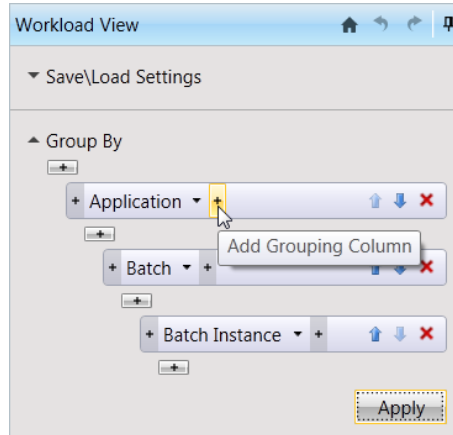 Workload View
Save\Load Settings
Group By
+
+ Application +
Add Grouping Column
+
+ Batch +
+
+ Batch Instance +
+
Apply